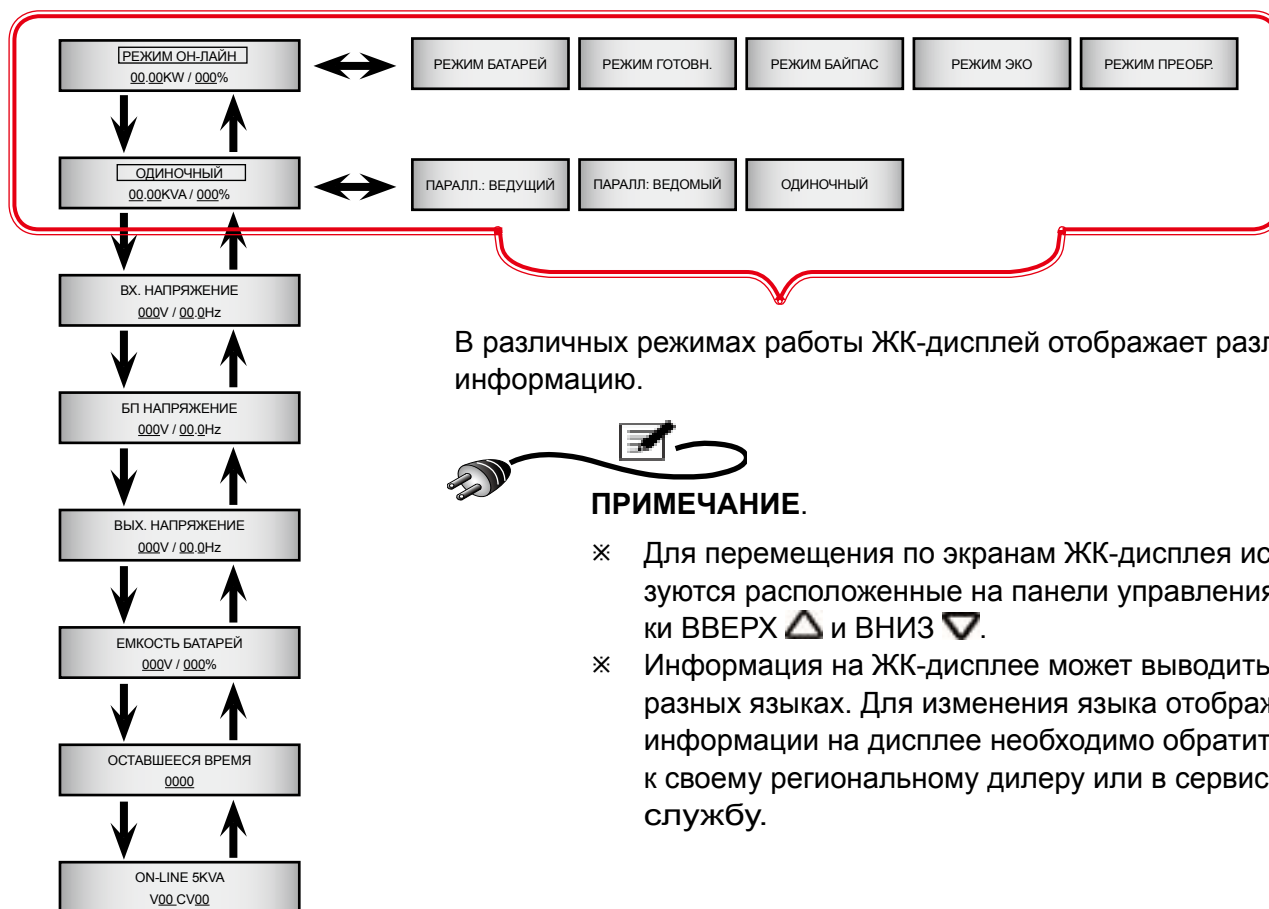 РЕЖИМ ОН-ЛАЙН
00.00KW / 000%
РЕЖИМ БАТАРЕЙ
РЕЖИМ ГОТОВН.
РЕЖИМ БАЙПАС
РЕЖИМ ЭКО
РЕЖИМ ПРЕОБР.
ОДИНОЧНЫЙ
00.00KVA / 000%
ПАРАЛЛ.: ВЕДУЩИЙ
ПАРАЛЛ: ВЕДОМЫЙ
ОДИНОЧНЫЙ
ВХ. НАПРЯЖЕНИЕ
000V / 00.0Hz
БП НАПРЯЖЕНИЕ
000V / 00.0Hz
ВЫХ. НАПРЯЖЕНИЕ
000V / 00.0Hz
ЕМКОСТЬ БАТАРЕЙ
000V / 000%
ОСТАВШЕЕСЯ ВРЕМЯ
0000
ON-LINE 5KVA
V00 CV00
В различных режимах работы ЖК-дисплей отображает разл
информацию.
ПРИМЕЧАНИЕ.
※ Для перемещения по экранам ЖК-дисплея ис
зуются расположенные на панели управления
ки ВВЕРХ △ и ВНИЗ ▽.
※ Информация на ЖК-дисплее может выводить
разных языках. Для изменения языка отображ
информации на дисплее необходимо обратит
к своему региональному дилеру или в сервис
службу.